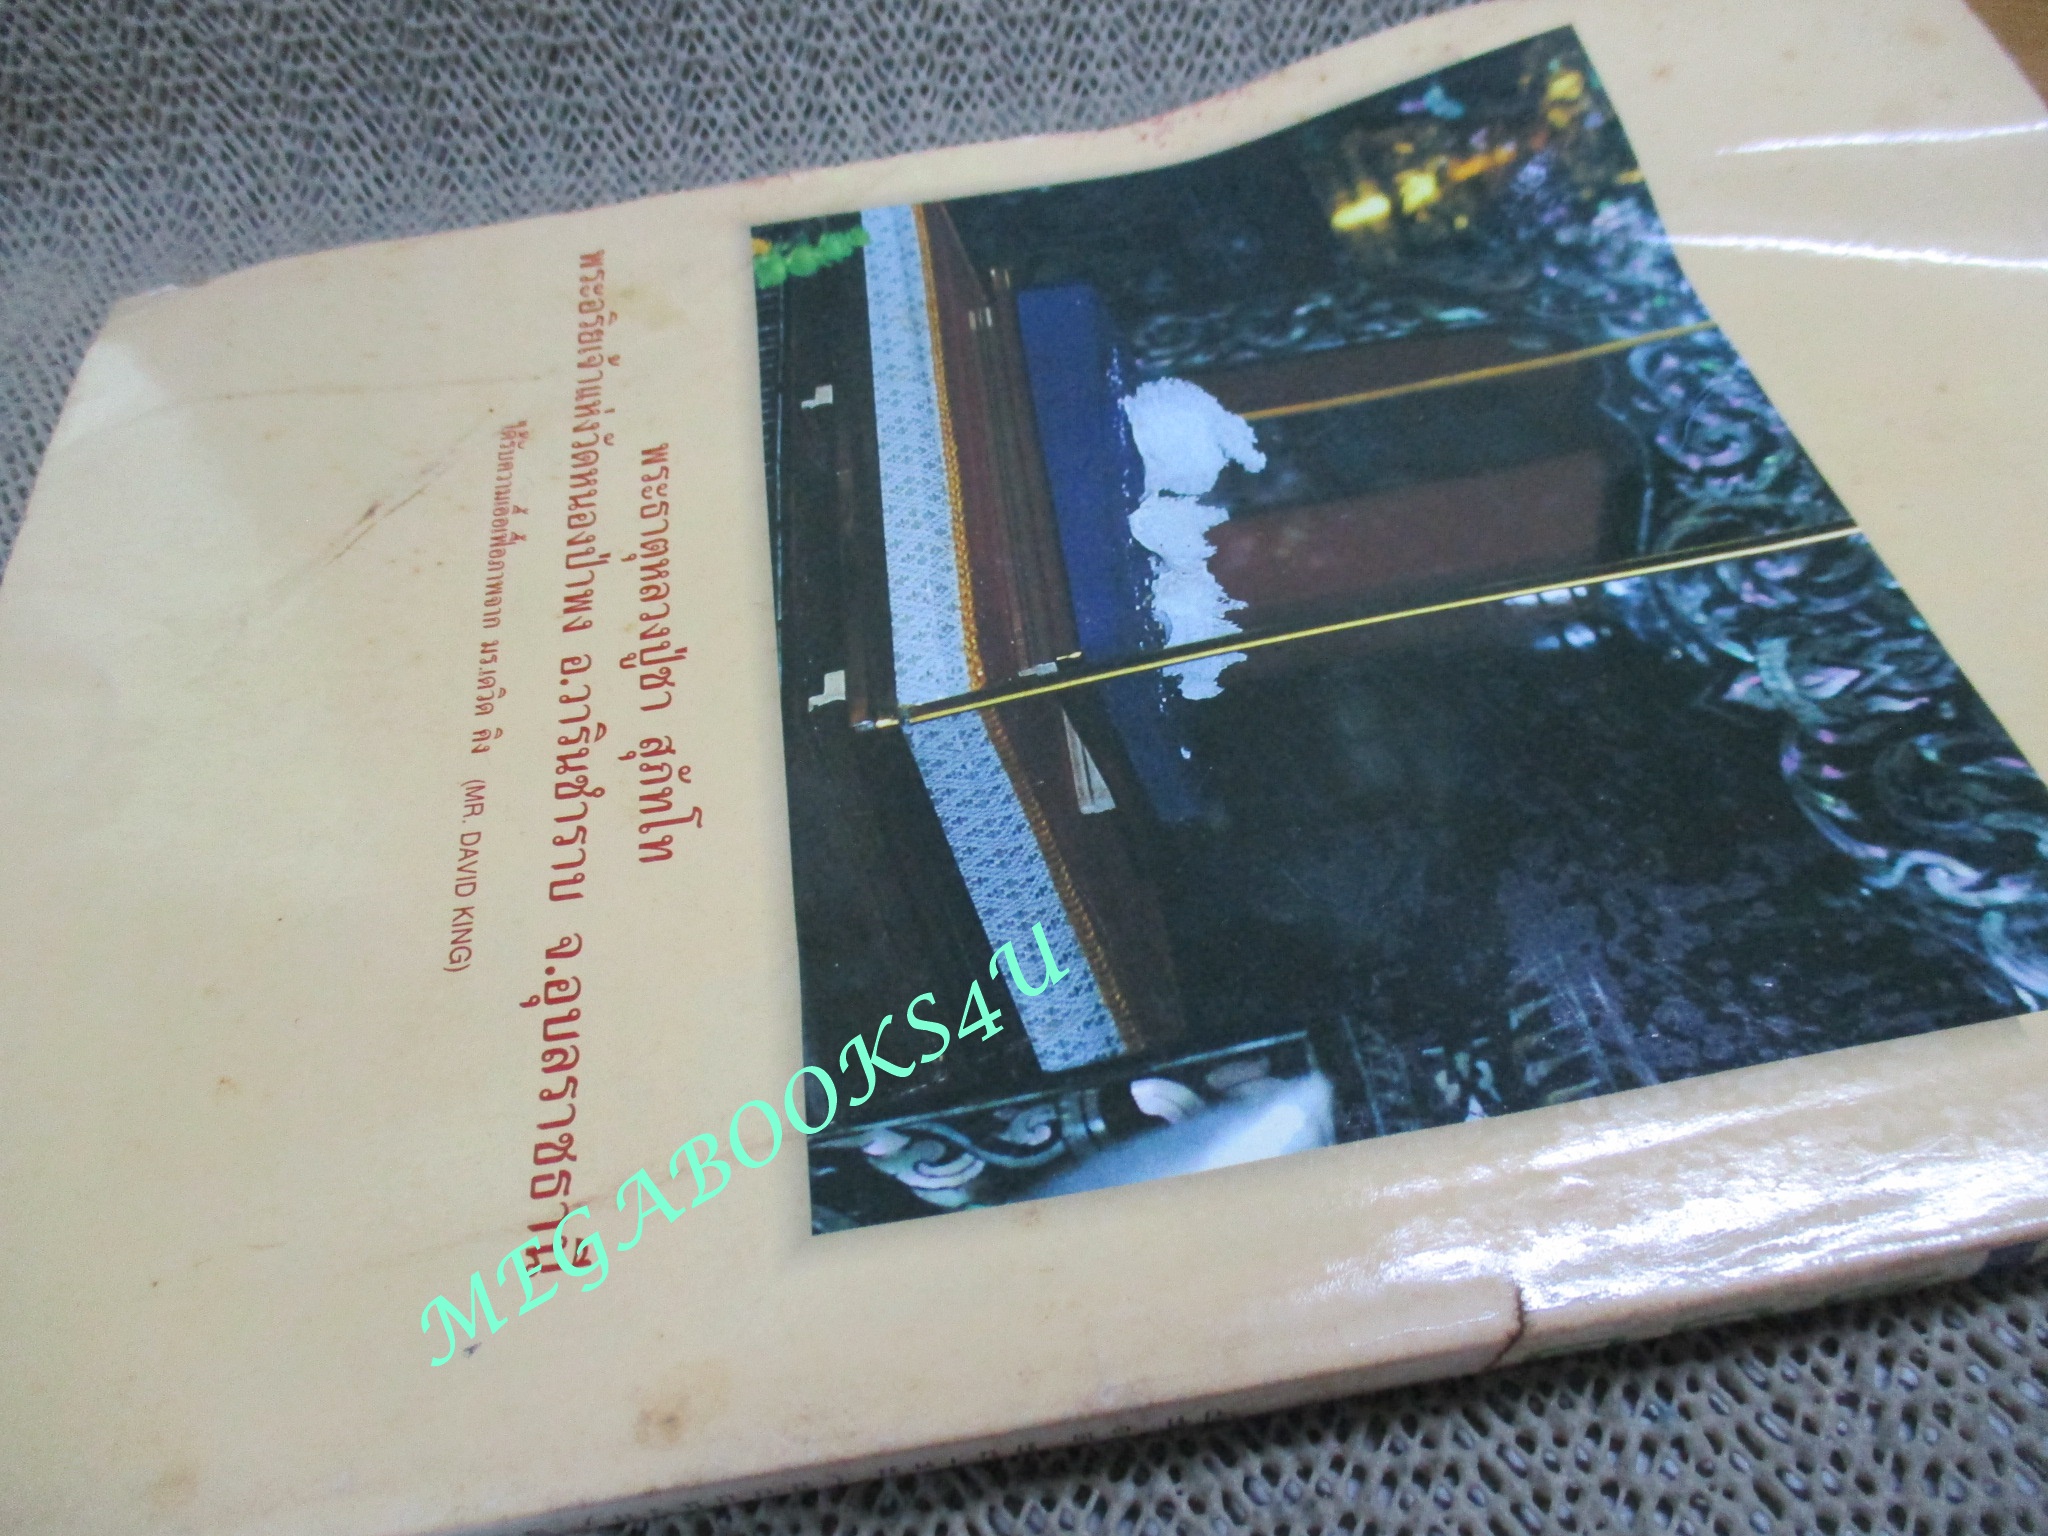 พระธาตุหลวงปู่ชา สุภัทโท
พระอริยเจ้าแห่งวัดหนองป่าพง อ.วารินชำราบ จ.อุบลราชธานี
ได้รับความเอื้อเฟื้อภาพจาก มร.เดวิด คิง (MR. DAVID KING)
MEGABOOKS4U